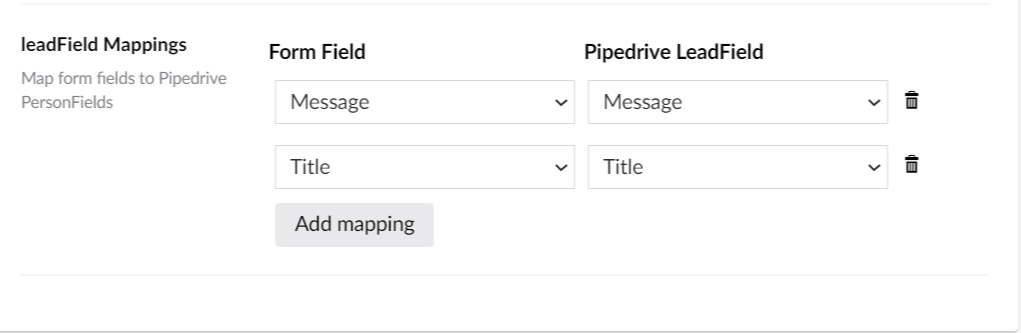 leadField Mappings
Map form fields to Pipedrive
PersonFields
Form Field
Pipedrive LeadField
Message
Message
Title
Title
Add mapping